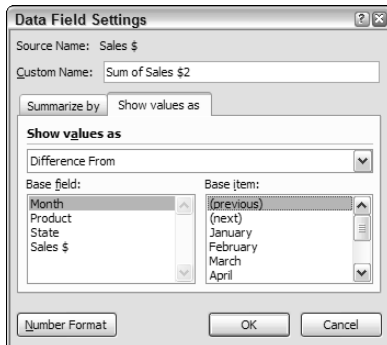 Data Field Settings
Source Name: Sales $
Custom Name: Sum of Sales $2
Summarize by Show values as
Show values as
Difference From
Base field: Base item:
Month (previous)
Product (next)
State January
Sales $ February
March
April
Number Format OK Cancel